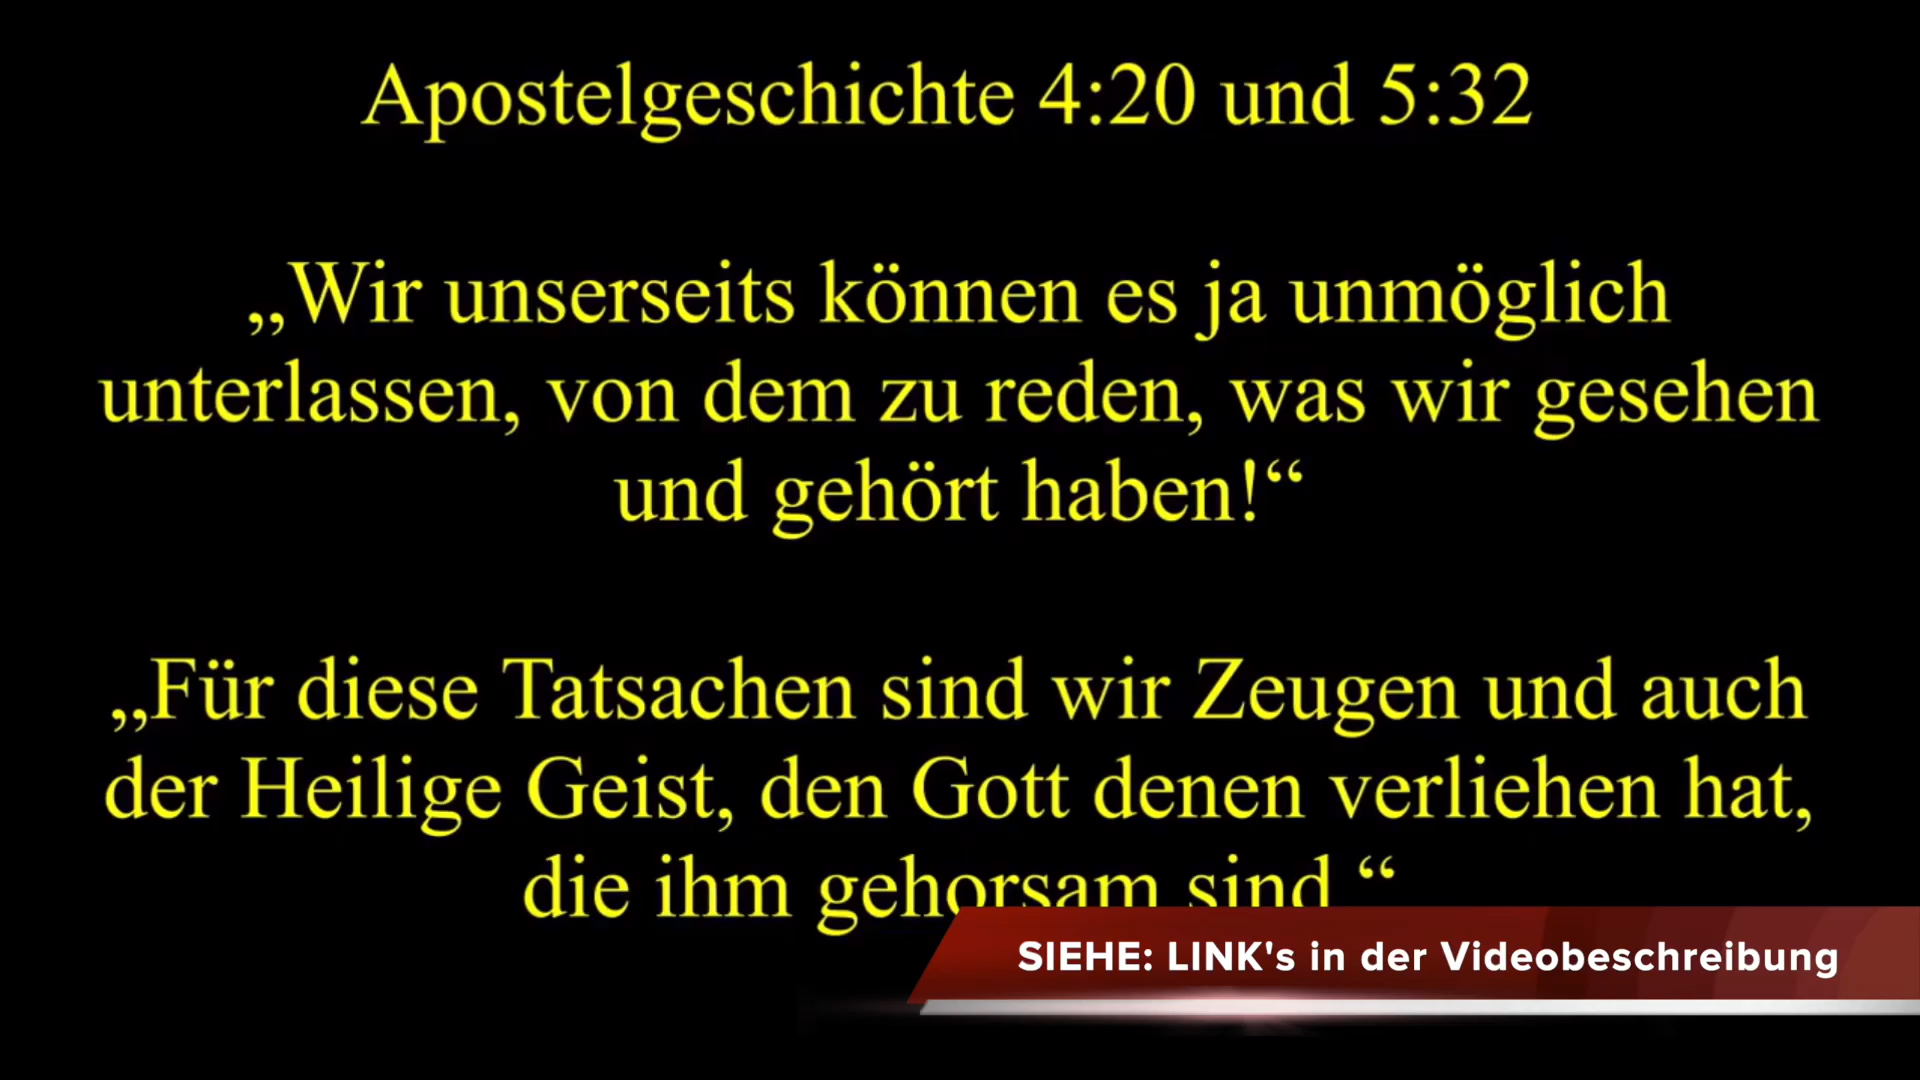 Apostelgeschichte 4:20 und 5:32
„Wir unserseits können es ja unmöglich
unterlassen, von dem zu reden, was wir gesehen
und gehört haben!“
„Für diese Tatsachen sind wir Zeugen und auch
der Heilige Geist, den Gott denen verliehen hat,
die ihm gehorsam sind “
SIEHE: LINK's in der Videobeschreibung